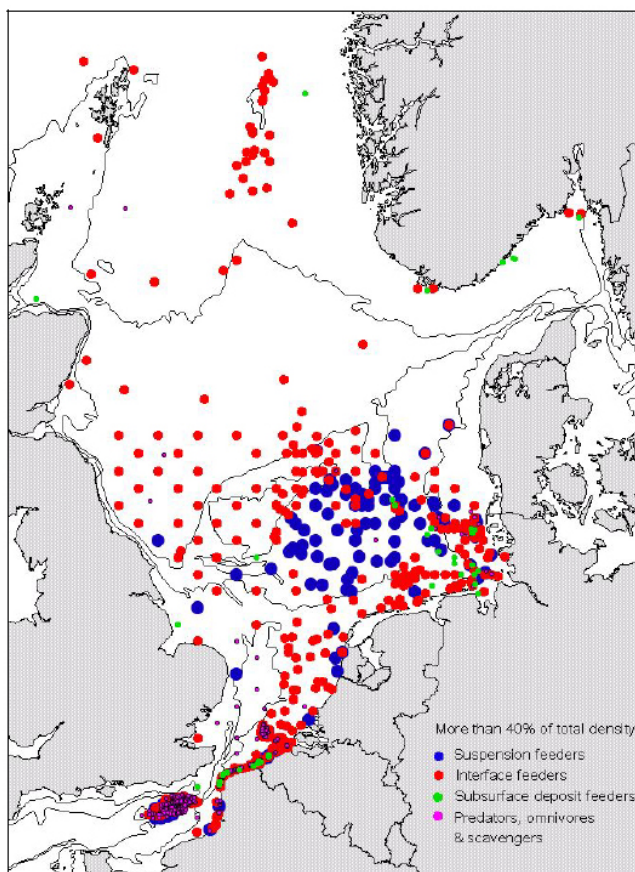 More than 40% of total density
Suspension feeders
Interface feeders
Subsurface deposit feeders
Predators, omnivores
& scavengers